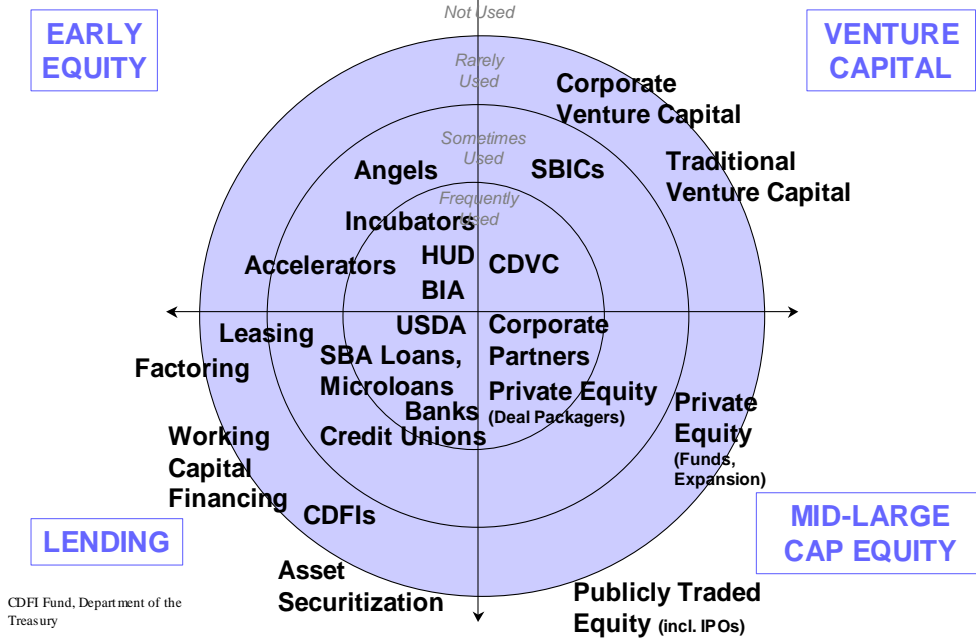 Not Used
EARLY
EQUITY
VENTURE
CAPITAL
Rarely
Used
Corporate
Venture Capital
Sometimes
Used
Angels
SBICs
Traditional
Venture Capital
Frequently
Used
Incubators
HUD
CDVC
Accelerators
BIA
USDA
Corporate
Partners
Leasing
SBA Loans,
Microloans
Factoring
Private Equity
(Deal Packagers)
Banks
Credit Unions
Private
Equity
(Funds,
Expansion)
Working
Capital
Financing
CDFIs
LENDING
MID-LARGE
CAP EQUITY
Asset
Securitization
Publicly Traded
Equity (incl. IPOs)
CDFI Fund, Department of the
Treasury